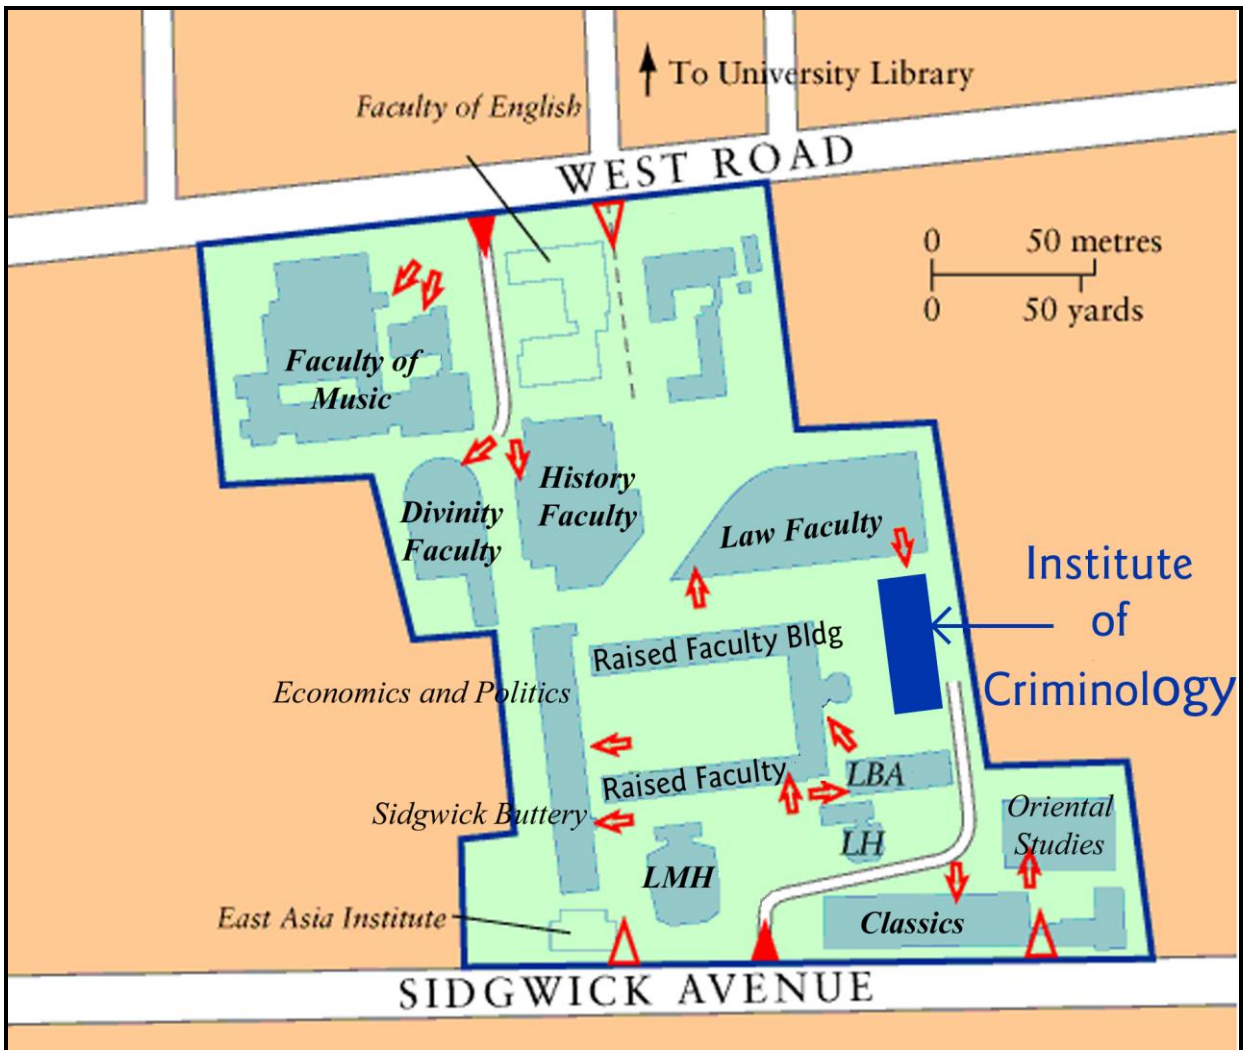 To University Library
Faculty of English
WEST ROAD
0 50 metres
0 50 yards
Faculty of
Music
History
Faculty
Divinity
Faculty
Law Faculty
Institute
of
Criminology
Raised Faculty Bldg
Economics and Politics
Raised Faculty
LBA
Sidgwick Buttery
Oriental
Studies
LH
LMH
East Asia Institute
Classics
SIDGWICK AVENUE